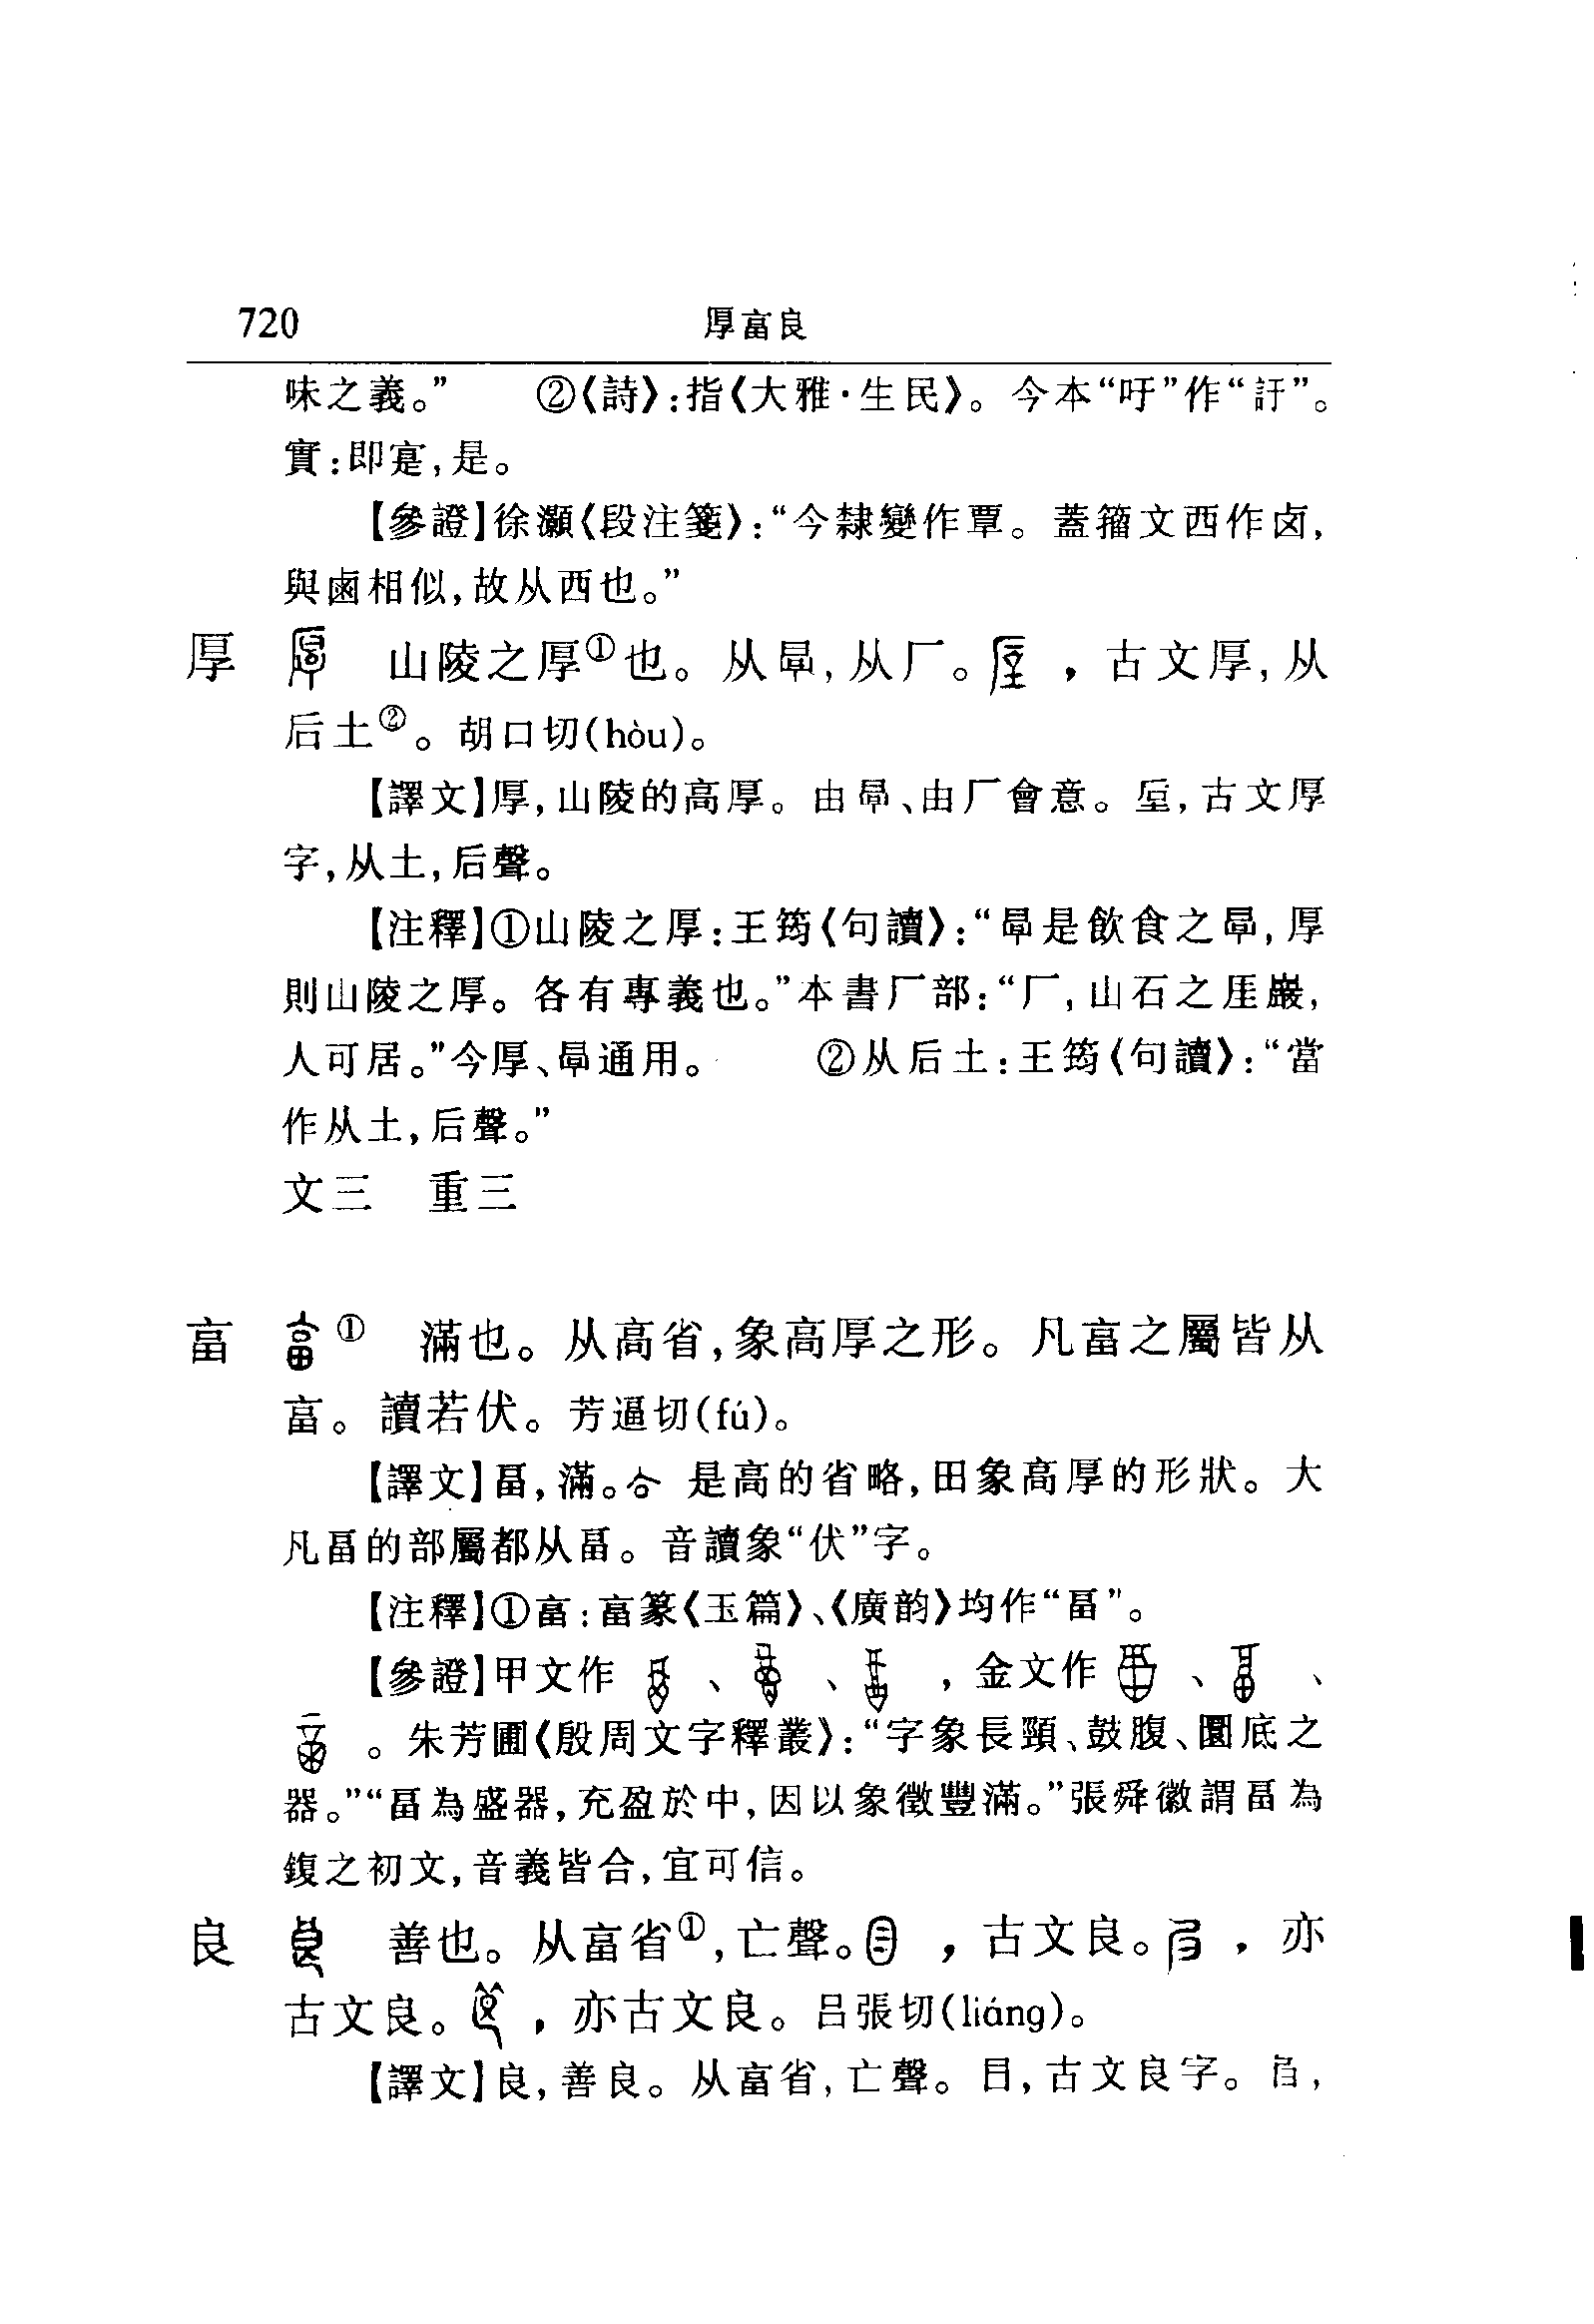 720
厚畗良
味之義。” ②〈詩〉:指〈大雅·生民〉。今本“吁”作“訏”。
實:即寔,是。
【參證】徐灝〈段注箋〉:“今隸變作覃。蓋籀文西作卤,
與鹵相似,故从西也。”
厚 山陵之厚①也。从㫗,从厂。 ,古文厚,从
后土②。胡口切(hòu)。
【譯文】厚,山陵的高厚。由㫗、由厂會意。垕,古文厚
字,从土,后聲。
【注釋】①山陵之厚:王筠〈句讀〉:“㫗是飲食之㫗,厚
則山陵之厚。各有專義也。”本書厂部:“厂,山石之厓巖,
人可居。”今厚、㫗通用。 ②从后土:王筠〈句讀〉:“當
作从土,后聲。”
文三 重三
畗 ① 滿也。从高省,象高厚之形。凡畗之屬皆从
畗。讀若伏。芳逼切(fú)。
【譯文】畐,滿。 是高的省略,田象高厚的形狀。大
凡畐的部屬都从畐。音讀象“伏”字。
【注釋】①畗:畗篆〈玉篇〉、〈廣韵〉均作“畐”。
【參證】甲文作 、 、 ,金文作 、 、
。朱芳圃〈殷周文字釋叢〉:“字象長頸、鼓腹、圜底之
器。”“畐為盛器,充盈於中,因以象徵豐滿。”張舜徽謂畐為
鍑之初文,音義皆合,宜可信。
良 善也。从畗省①,亡聲。 ,古文良。 ,亦
古文良。 ,亦古文良。呂張切(liáng)。
【譯文】良,善良。从畗省,亡聲。目,古文良字。 ,